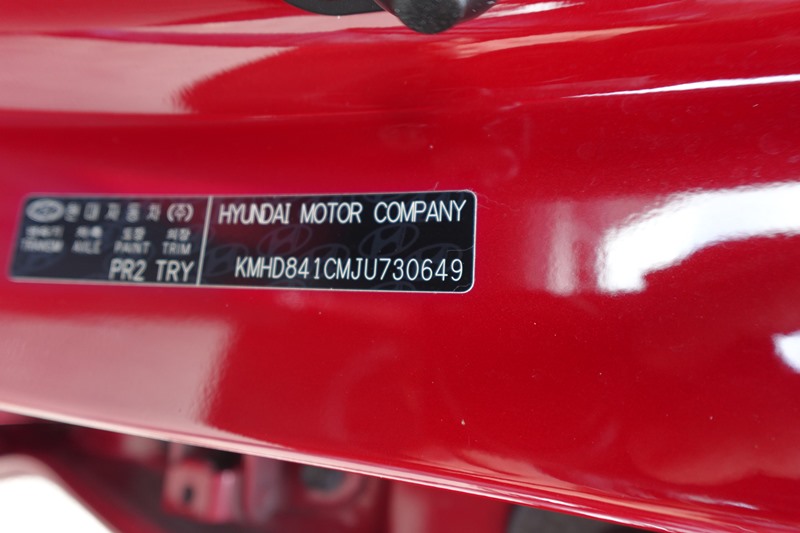 현대자동차(주)
변속기 차축 도장 의장
TRANSM AXLE PAINT TRIM
PR2 TRY
HYUNDAI MOTOR COMPANY
KMHD841CMJU730649